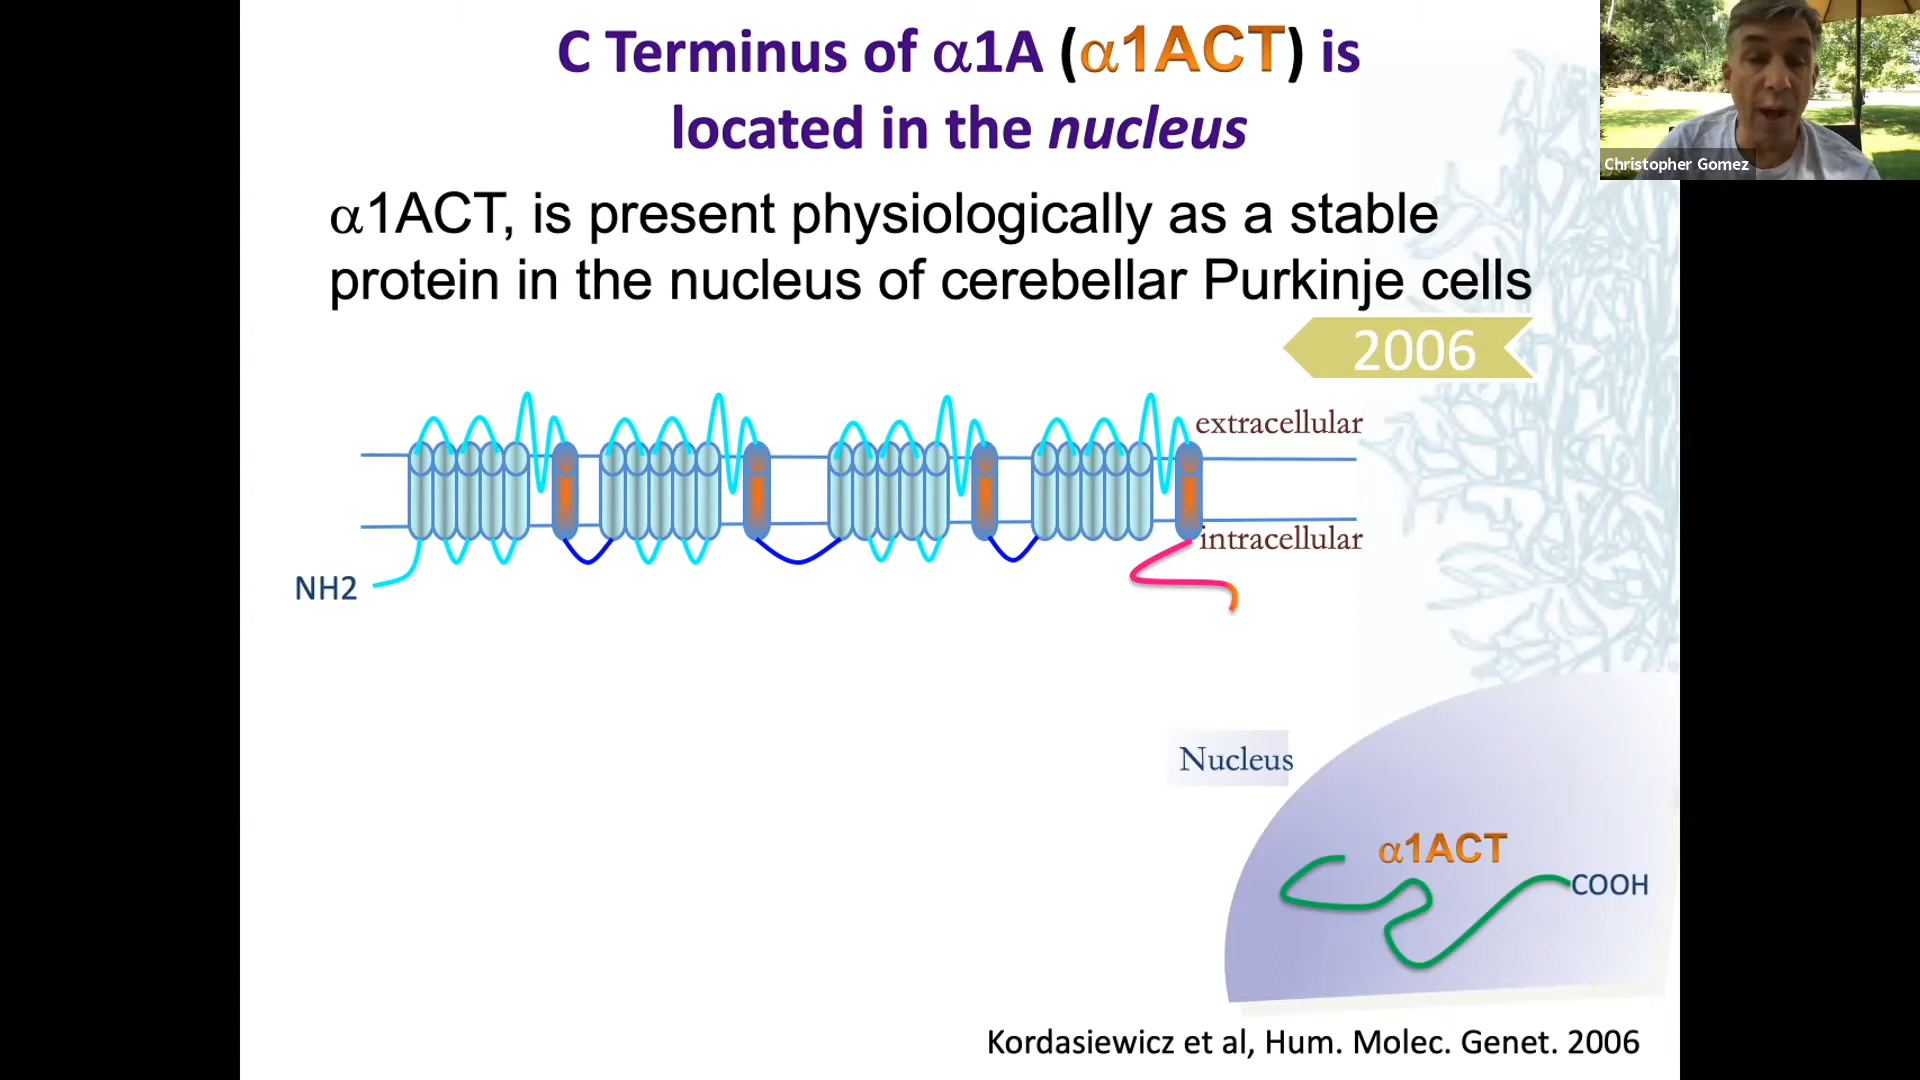 C Terminus of α1A (α1ACT) is
located in the nucleus
Christopher Gomez
α1ACT, is present physiologically as a stable
protein in the nucleus of cerebellar Purkinje cells
2006
extracellular
intracellular
NH2
Nucleus
α1ACT
COOH
Kordasiewicz et al, Hum. Molec. Genet. 2006